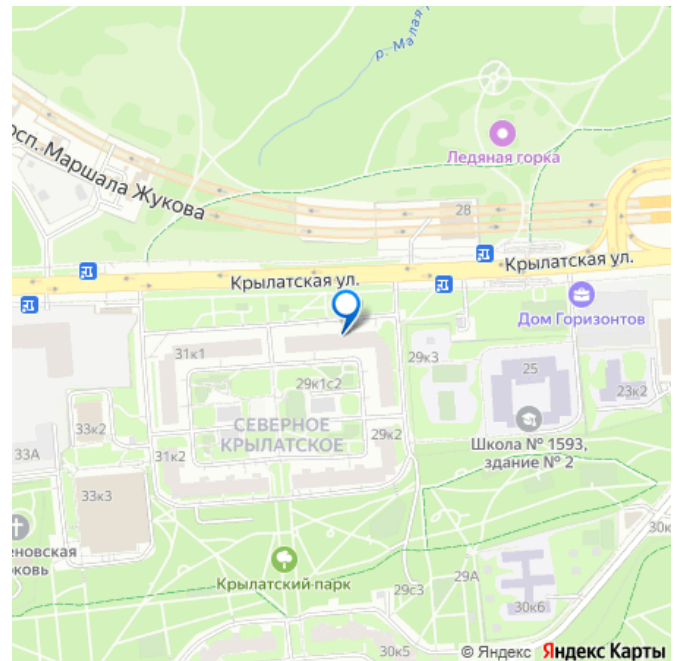 р. Малая
Ледяная горка
просп. Маршала Жукова
28
Крылатская ул.
Крылатская ул.
Дом Горизонтов
31к1
29к3
25
29к1с2
23к2
СЕВЕРНОЕ
КРЫЛАТСКОЕ
33к2
29к2
Школа № 1593,
здание № 2
33А
31к2
33к3
30к
еновская
рковь
Крылатский парк
29с3
29А
30к6
30к5
© Яндекс Яндекс Карты